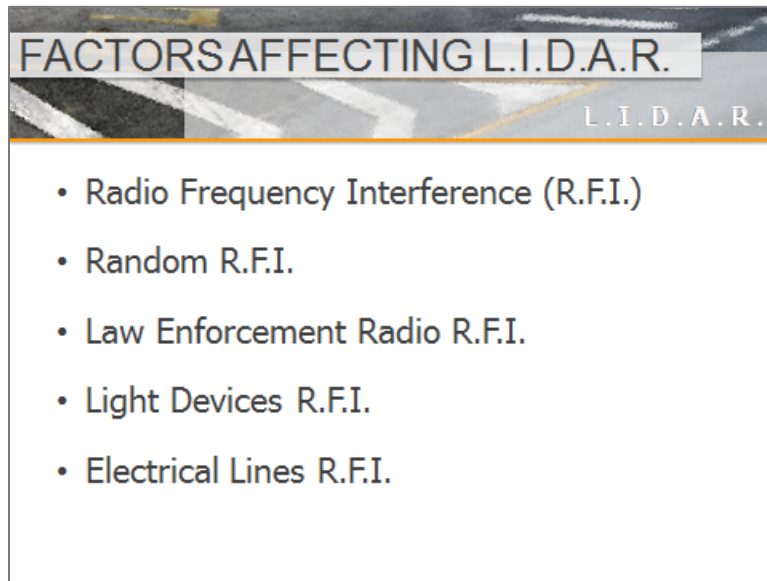 FACTORS AFFECTING L.I.D.A.R.
L.I.D.A.R.
• Radio Frequency Interference (R.F.I.)
• Random R.F.I.
• Law Enforcement Radio R.F.I.
• Light Devices R.F.I.
• Electrical Lines R.F.I.